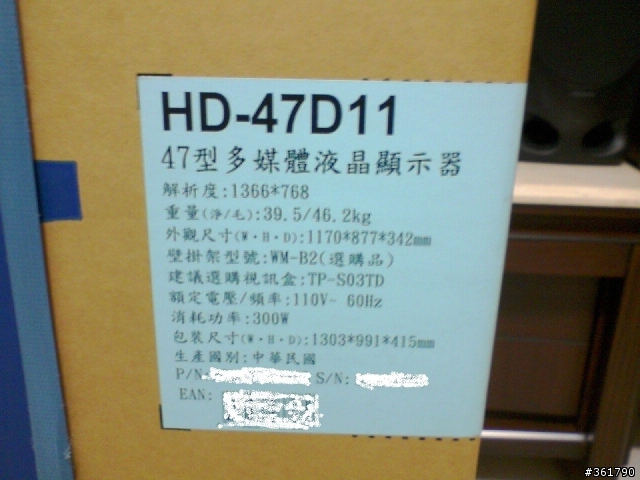 HD-47D11
47型多媒體液晶顯示器
解析度:1366*768
重量(淨/毛):39.5/46.2kg
外觀尺寸(W·H·D):1170*877*342mm
壁掛架型號:WM-B2(選購品)
建議選購視訊盒:TP-S03TD
額定電壓/頻率:110V~ 60Hz
消耗功率:300W
包裝尺寸(W·H·D):1303*991*415mm
生產國別:中華民國
P/N: S/N:
EAN:
#361790